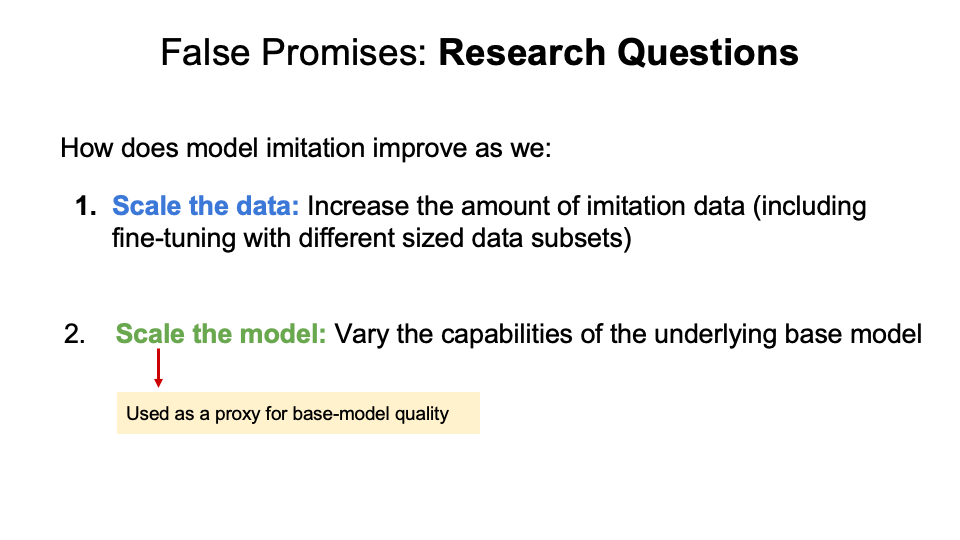 False Promises: Research Questions
How does model imitation improve as we:
1. Scale the data: Increase the amount of imitation data (including
fine-tuning with different sized data subsets)
2. Scale the model: Vary the capabilities of the underlying base model
Used as a proxy for base-model quality